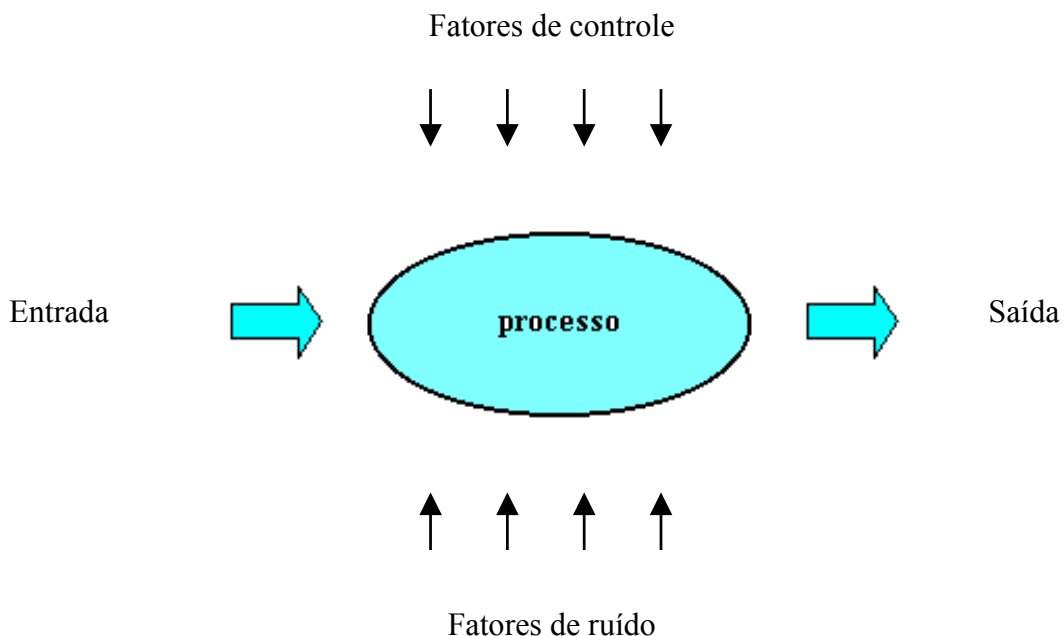 Fatores de controle
Entrada
processo
Saída
Fatores de ruído